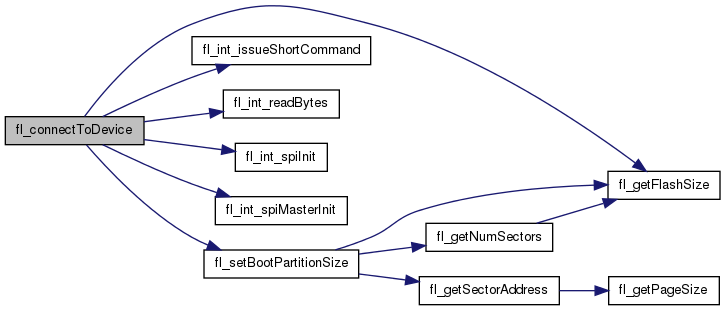 fl_connectToDevice
fl_int_issueShortCommand
fl_int_readBytes
fl_int_spiInit
fl_int_spiMasterInit
fl_setBootPartitionSize
fl_getFlashSize
fl_getNumSectors
fl_getSectorAddress
fl_getPageSize